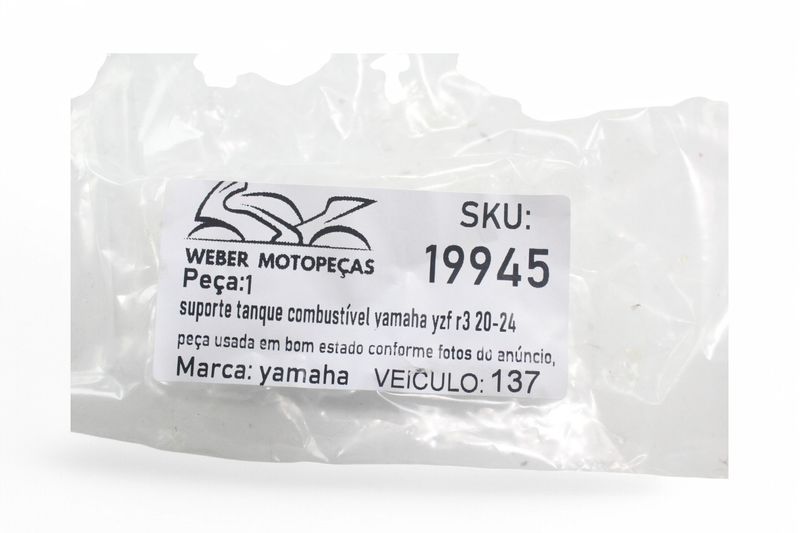 WEBER MOTOPEÇAS
SKU:
19945
Peça:1
suporte tanque combustível yamaha yzf r3 20-24
peça usada em bom estado conforme fotos do anúncio,
Marca: yamaha VEíCULO: 137